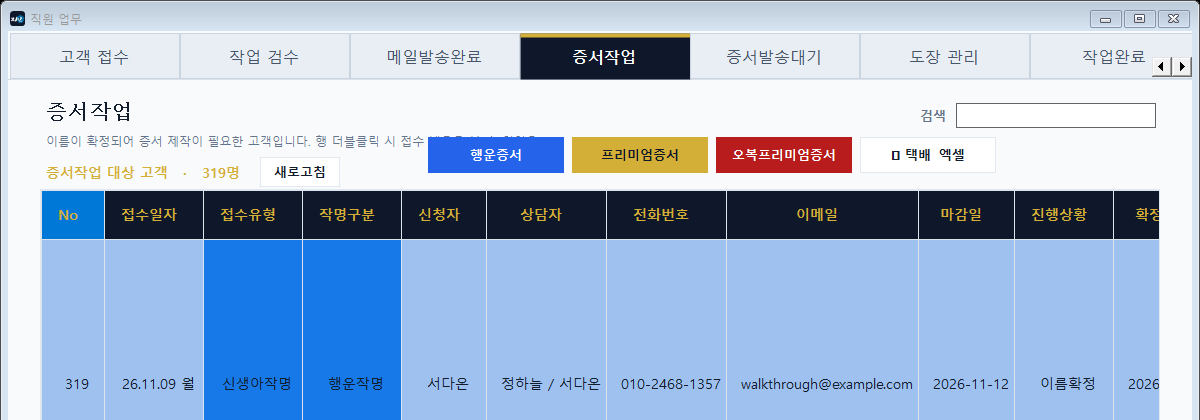 직원 업무
고객 접수 작업 검수 메일발송완료 증서작업 증서발송대기 도장 관리 작업완료
증서작업
검색
이름이 확정되어 증서 제작이 필요한 고객입니다. 행 더블클릭 시 접수
행운증서 프리미엄증서 오복프리미엄증서 택배 엑셀
증서작업 대상 고객 · 319명 새로고침
No 접수일자 접수유형 작명구분 신청자 상담자 전화번호 이메일 마감일 진행상황 확정
319 26.11.09 월 신생아작명 행운작명 서다온 정하늘 / 서다온 010-2468-1357 walkthrough@example.com 2026-11-12 이름확정 2026